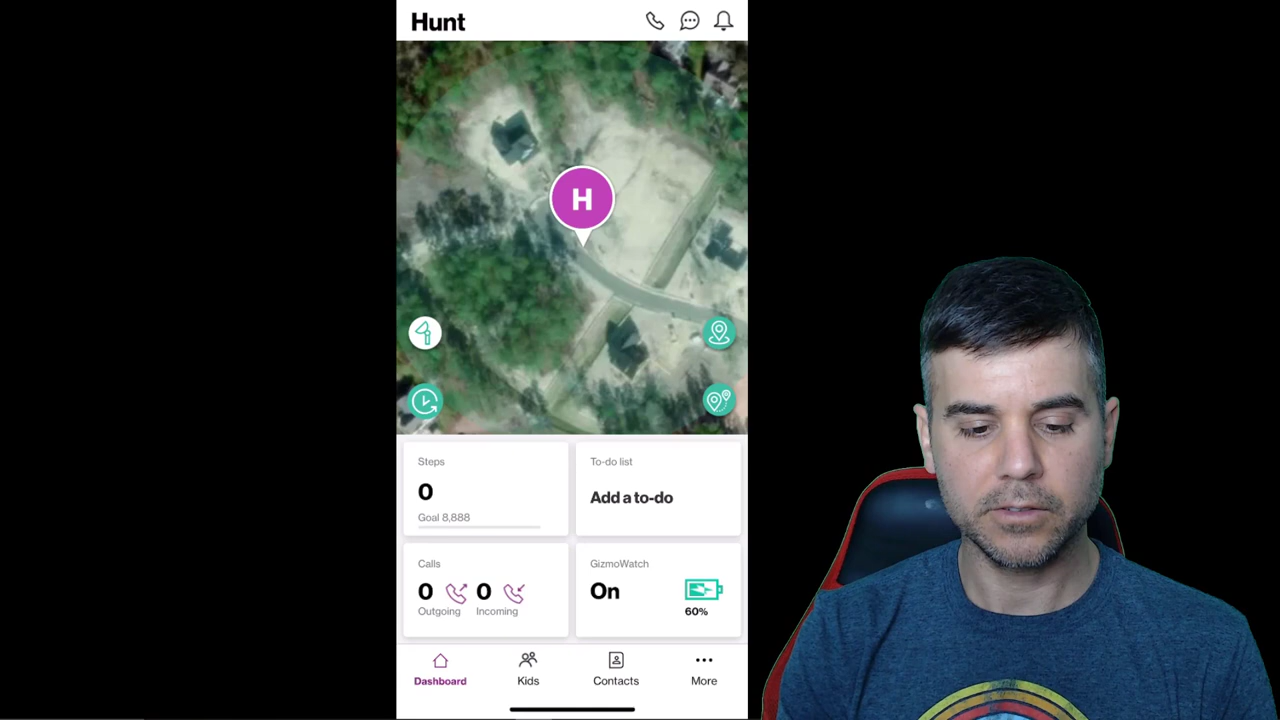 Hunt
H
Steps
0
Goal 8,888
To-do list
Add a to-do
Calls
0 0
Outgoing Incoming
GizmoWatch
On
60%
Dashboard Kids Contacts More